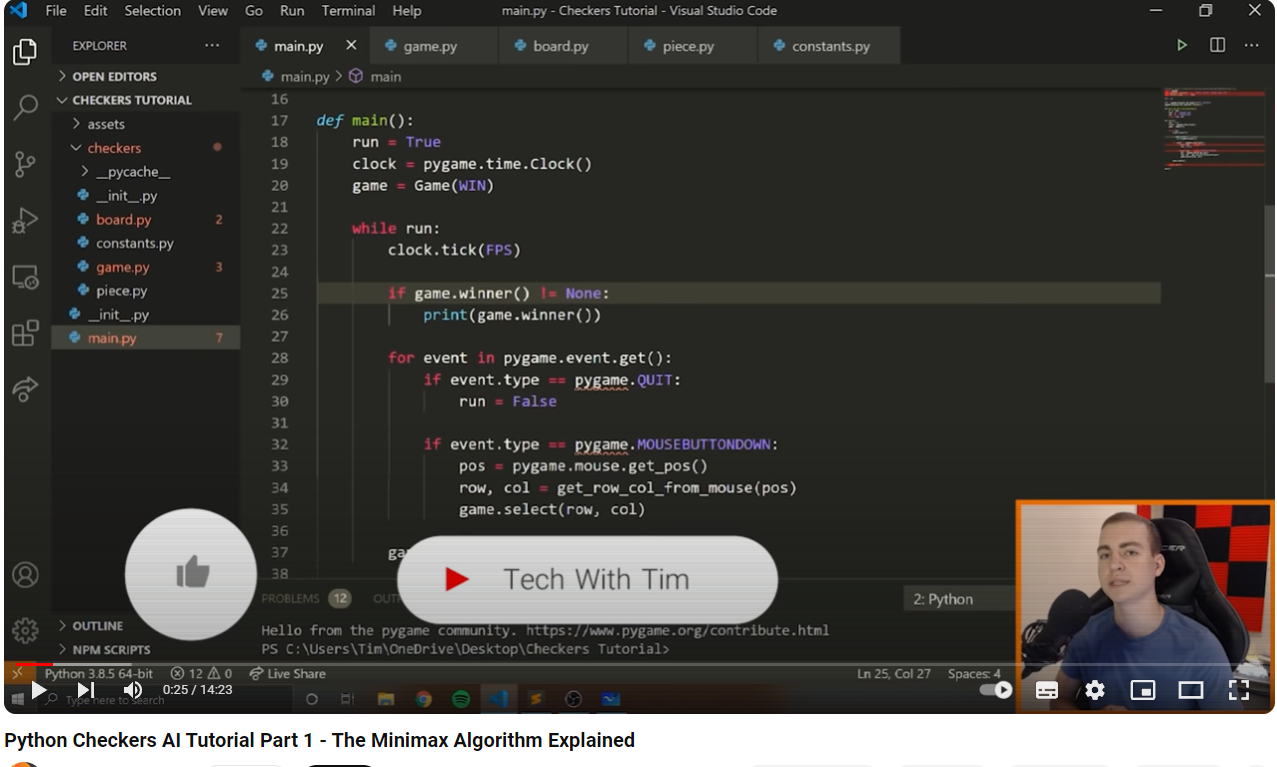 File Edit Selection View Go Run Terminal Help main.py - Checkers Tutorial - Visual Studio Code
EXPLORER
main.py game.py board.py piece.py constants.py
OPEN EDITORS
main.py > main
CHECKERS TUTORIAL
assets
checkers
__pycache__
__init__.py
board.py 2
constants.py
game.py 3
piece.py
__init__.py
main.py 7
16
17 def main():
18 run = True
19 clock = pygame.time.Clock()
20 game = Game(WIN)
21
22 while run:
23 clock.tick(FPS)
24
25 if game.winner() != None:
26 print(game.winner())
27
28 for event in pygame.event.get():
29 if event.type == pygame.QUIT:
30 run = False
31
32 if event.type == pygame.MOUSEBUTTONDOWN:
33 pos = pygame.mouse.get_pos()
34 row, col = get_row_col_from_mouse(pos)
35 game.select(row, col)
36
37
38
Tech With Tim
PROBLEMS 12
2: Python
OUTLINE
NPM SCRIPTS
Hello from the pygame community. https://www.pygame.org/contribute.html
PS C:\Users\Tim\OneDrive\Desktop\Checkers Tutorial>
Python 3.8.5 64-bit 12 0 Live Share Ln 25, Col 27 Spaces: 4
0:25 / 14:23
Type here to search
Python Checkers AI Tutorial Part 1 - The Minimax Algorithm Explained